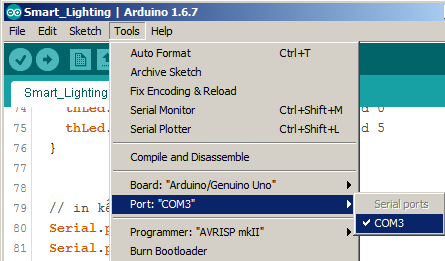 Smart_Lighting | Arduino 1.6.7
File Edit Sketch Tools Help
Auto Format Ctrl+T
Archive Sketch
Fix Encoding & Reload
Serial Monitor Ctrl+Shift+M
Serial Plotter Ctrl+Shift+L
Compile and Disassemble
Board: "Arduino/Genuino Uno"
Port: "COM3"
Programmer: "AVRISP mkII"
Burn Bootloader
Serial ports
COM3
Smart_Lighting
74 thLed. d 0
75 thLed. d 5
76 }
77
78
79 // in kế
80 Serial.p
81 Serial.p